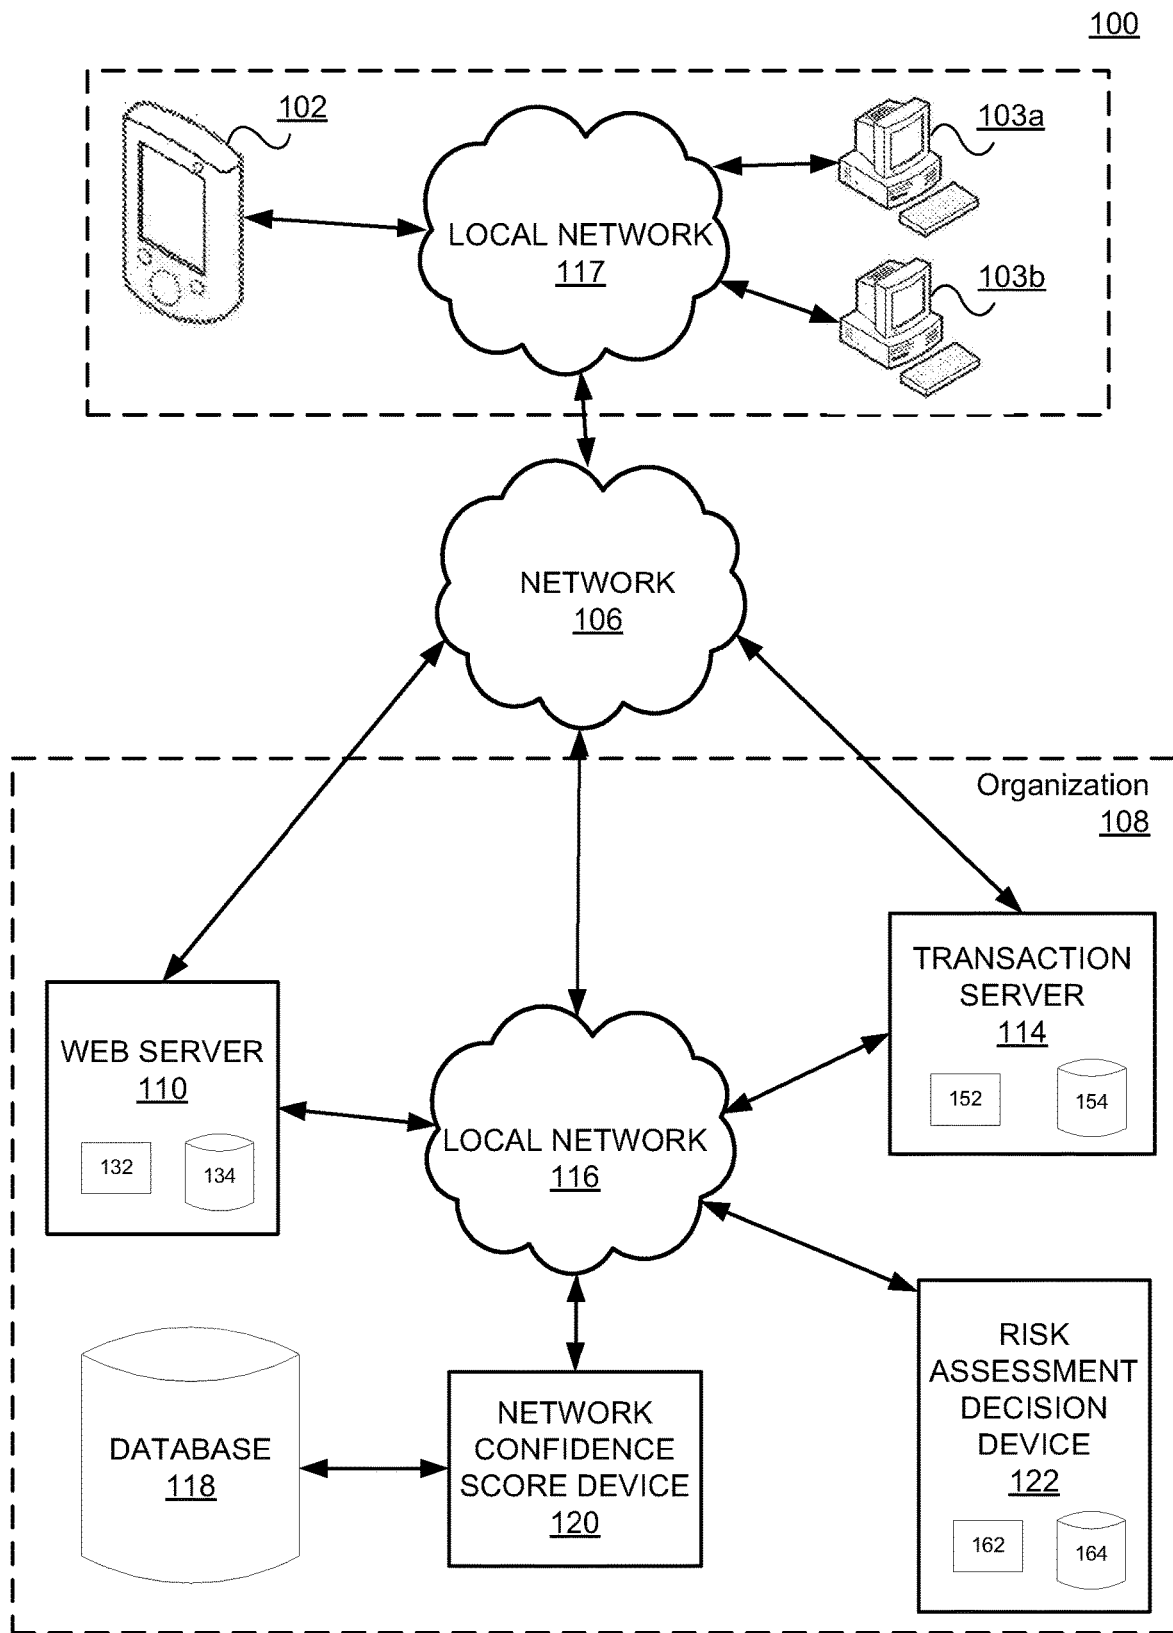 100
102
103a
LOCAL NETWORK
117
103b
NETWORK
106
Organization
108
TRANSACTION
SERVER
114
152
154
WEB SERVER
110
132
134
LOCAL NETWORK
116
DATABASE
118
NETWORK
CONFIDENCE
SCORE DEVICE
120
RISK
ASSESSMENT
DECISION
DEVICE
122
162
164